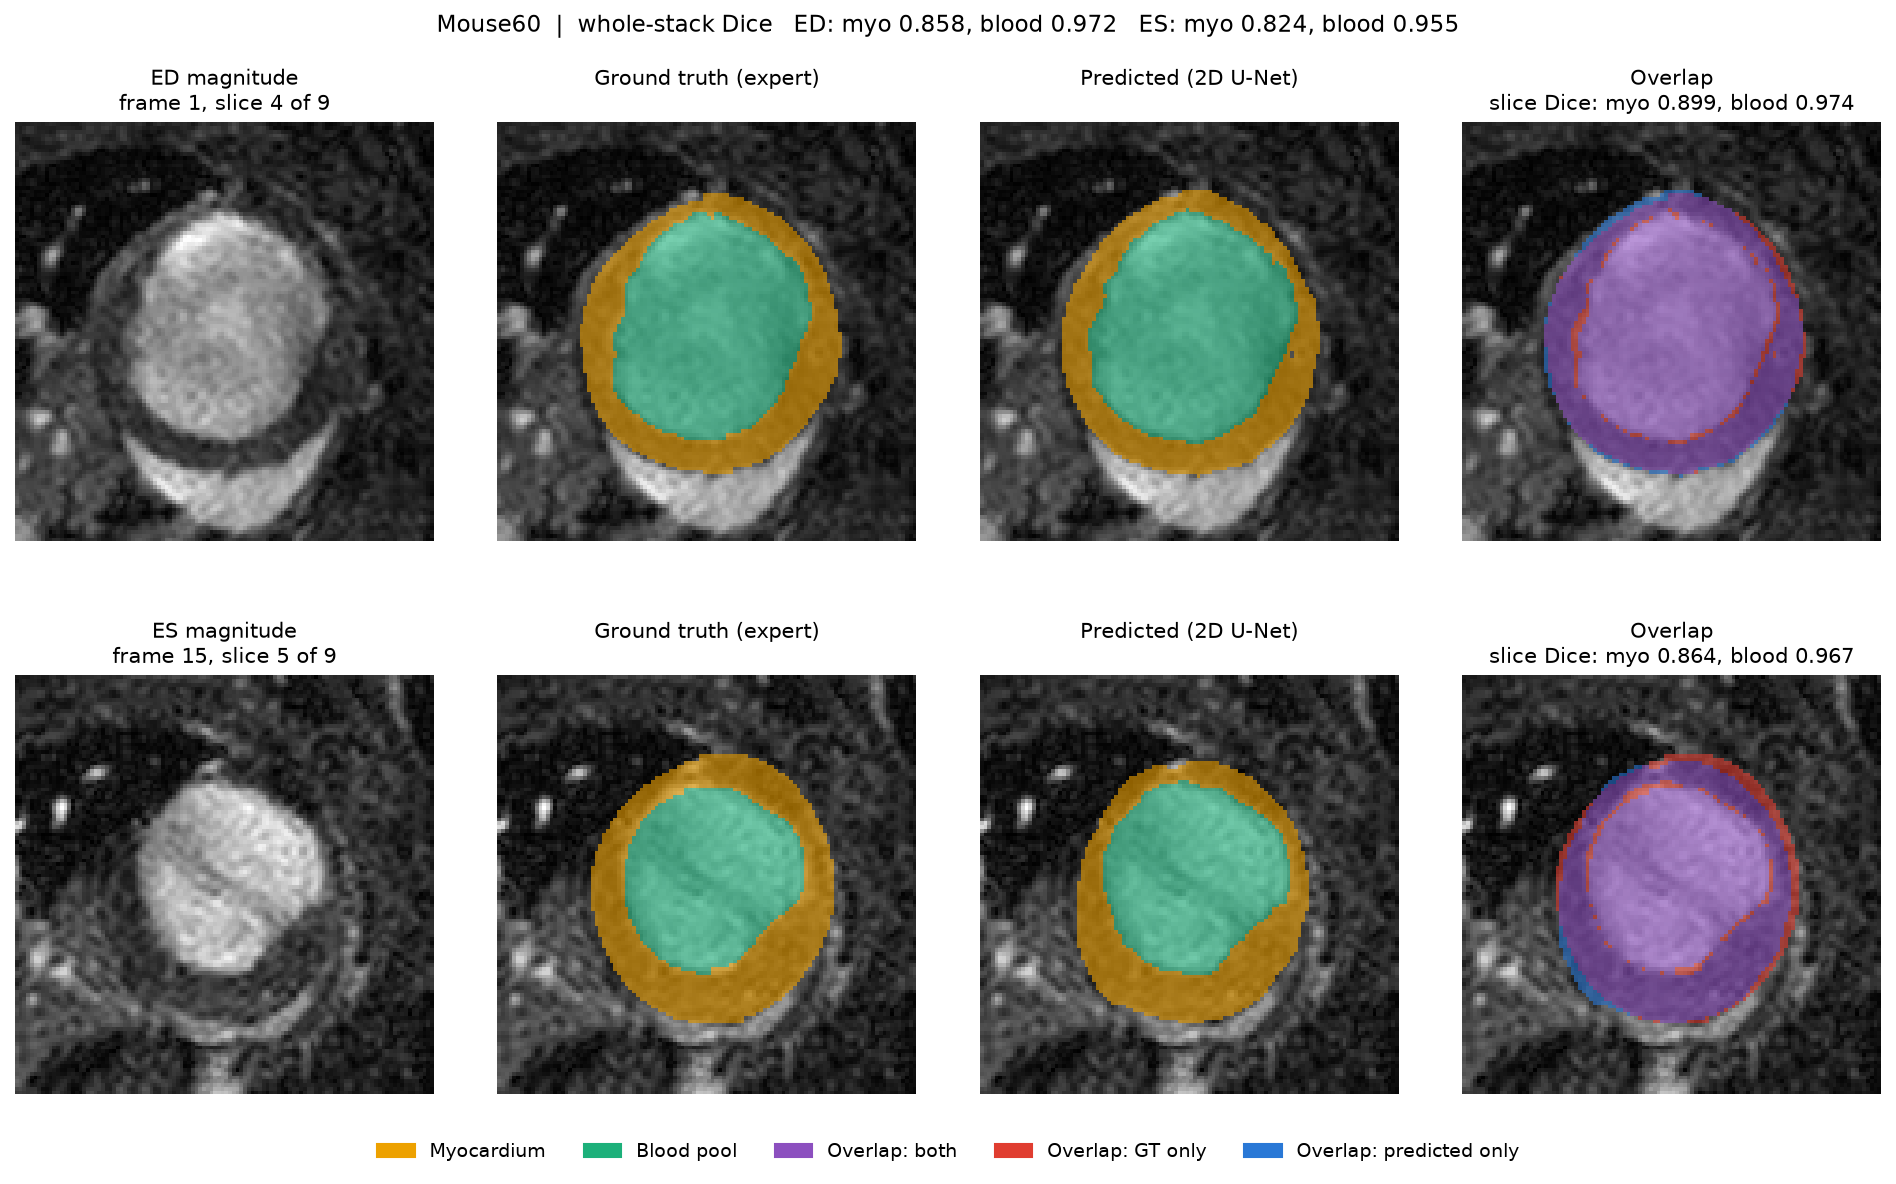 Mouse60 | whole-stack Dice ED: myo 0.858, blood 0.972 ES: myo 0.824, blood 0.955
ED magnitude
frame 1, slice 4 of 9
Ground truth (expert)
Predicted (2D U-Net)
Overlap
slice Dice: myo 0.899, blood 0.974
ES magnitude
frame 15, slice 5 of 9
Ground truth (expert)
Predicted (2D U-Net)
Overlap
slice Dice: myo 0.864, blood 0.967
Myocardium
Blood pool
Overlap: both
Overlap: GT only
Overlap: predicted only